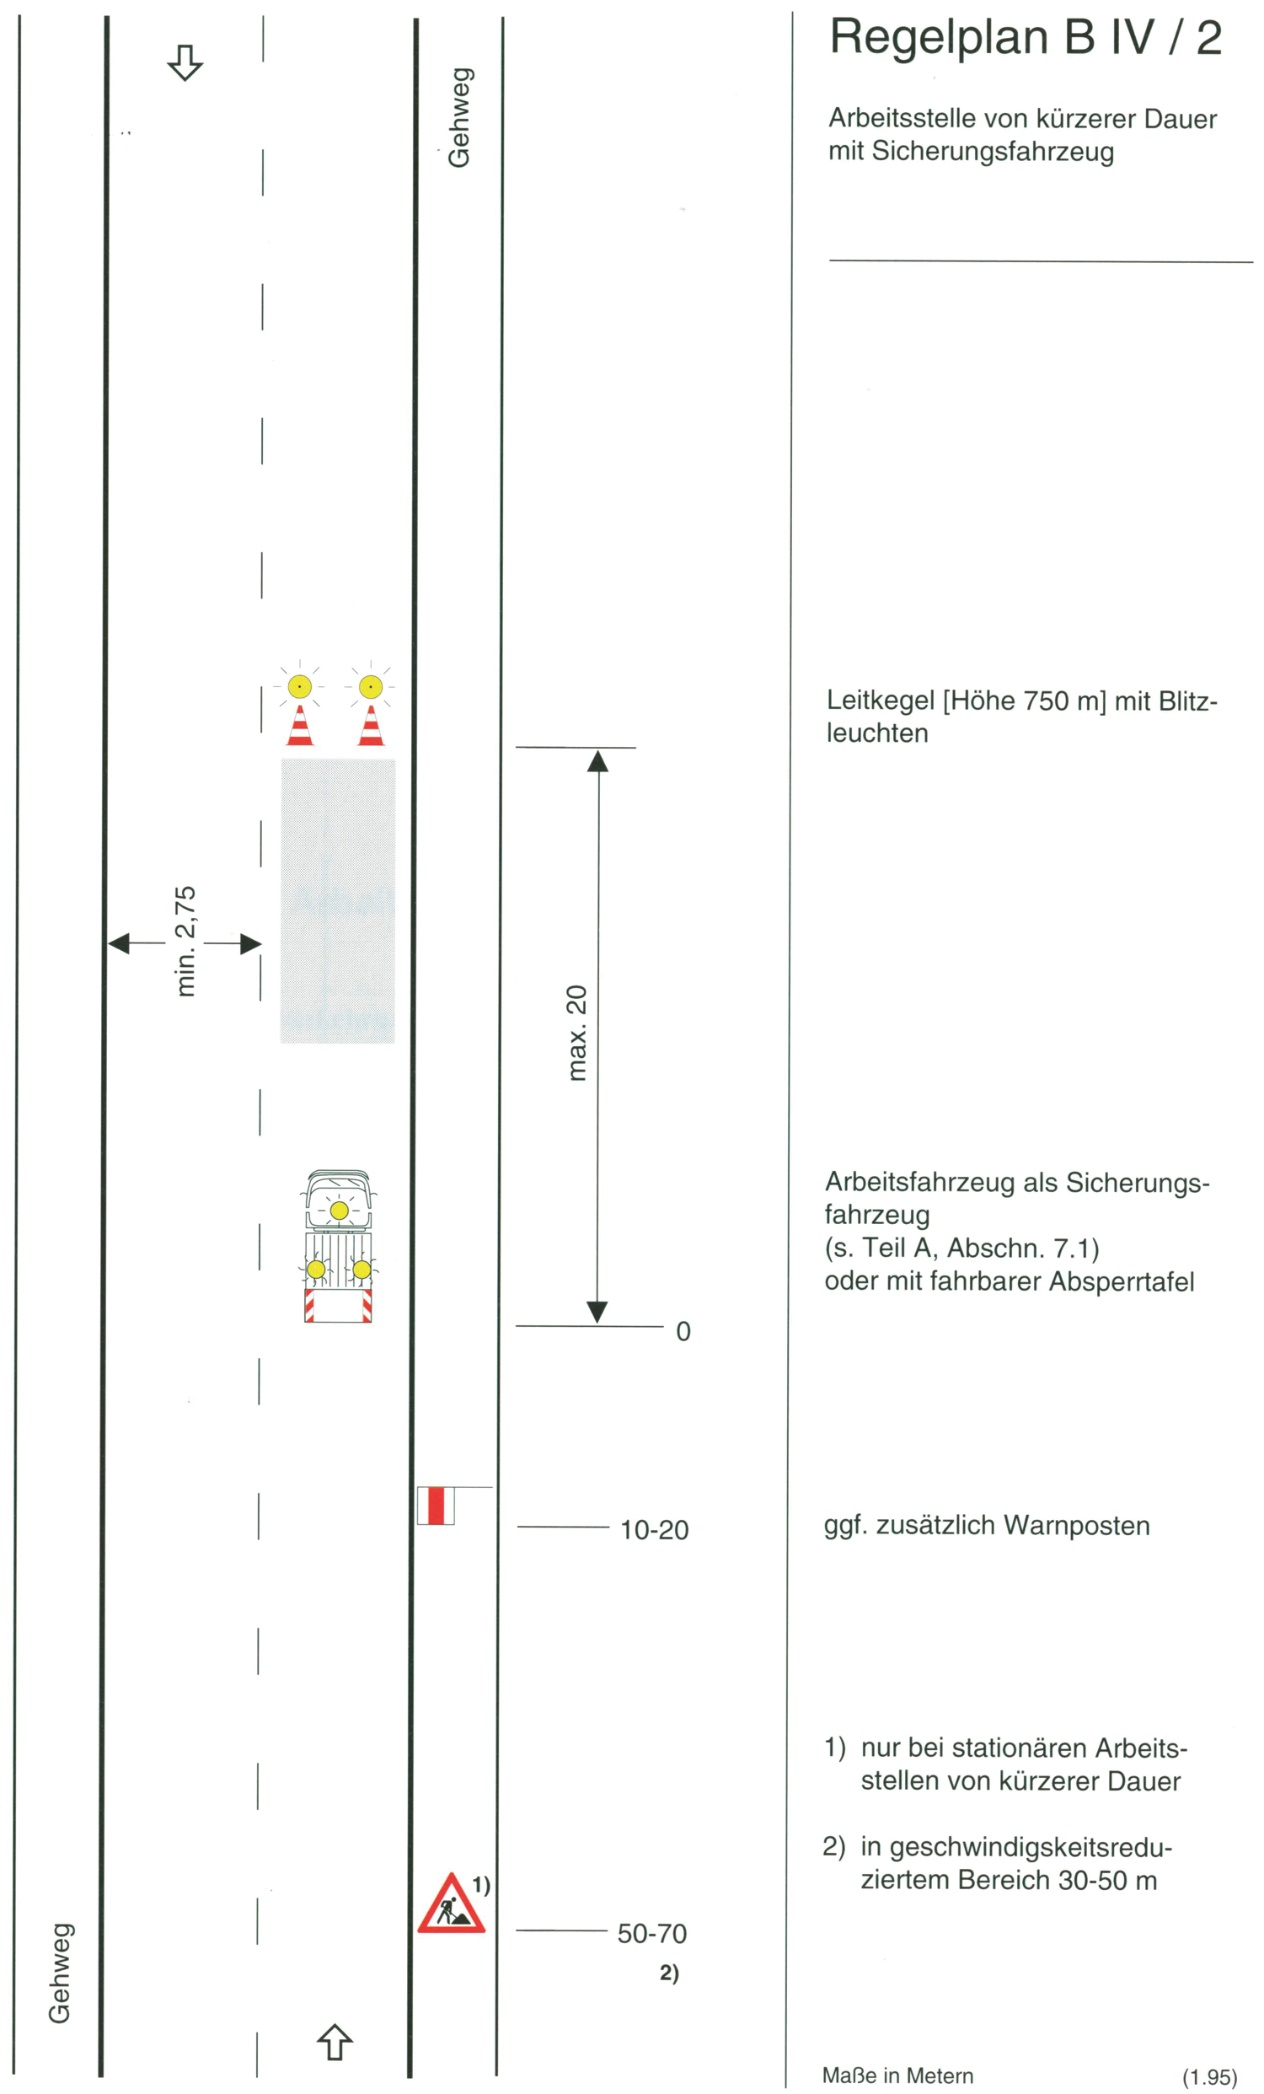 Regelplan B IV / 2
Arbeitsstelle von kürzerer Dauer
mit Sicherungsfahrzeug
Gehweg
Leitkegel [Höhe 750 m] mit Blitz-
leuchten
min. 2,75
max. 20
Arbeitsfahrzeug als Sicherungs-
fahrzeug
(s. Teil A, Abschn. 7.1)
oder mit fahrbarer Absperrtafel
0
10-20
ggf. zusätzlich Warnposten
1) nur bei stationären Arbeits-
stellen von kürzerer Dauer
2) in geschwindigskeitsredu-
ziertem Bereich 30-50 m
1)
50-70
2)
Gehweg
Maße in Metern
(1.95)